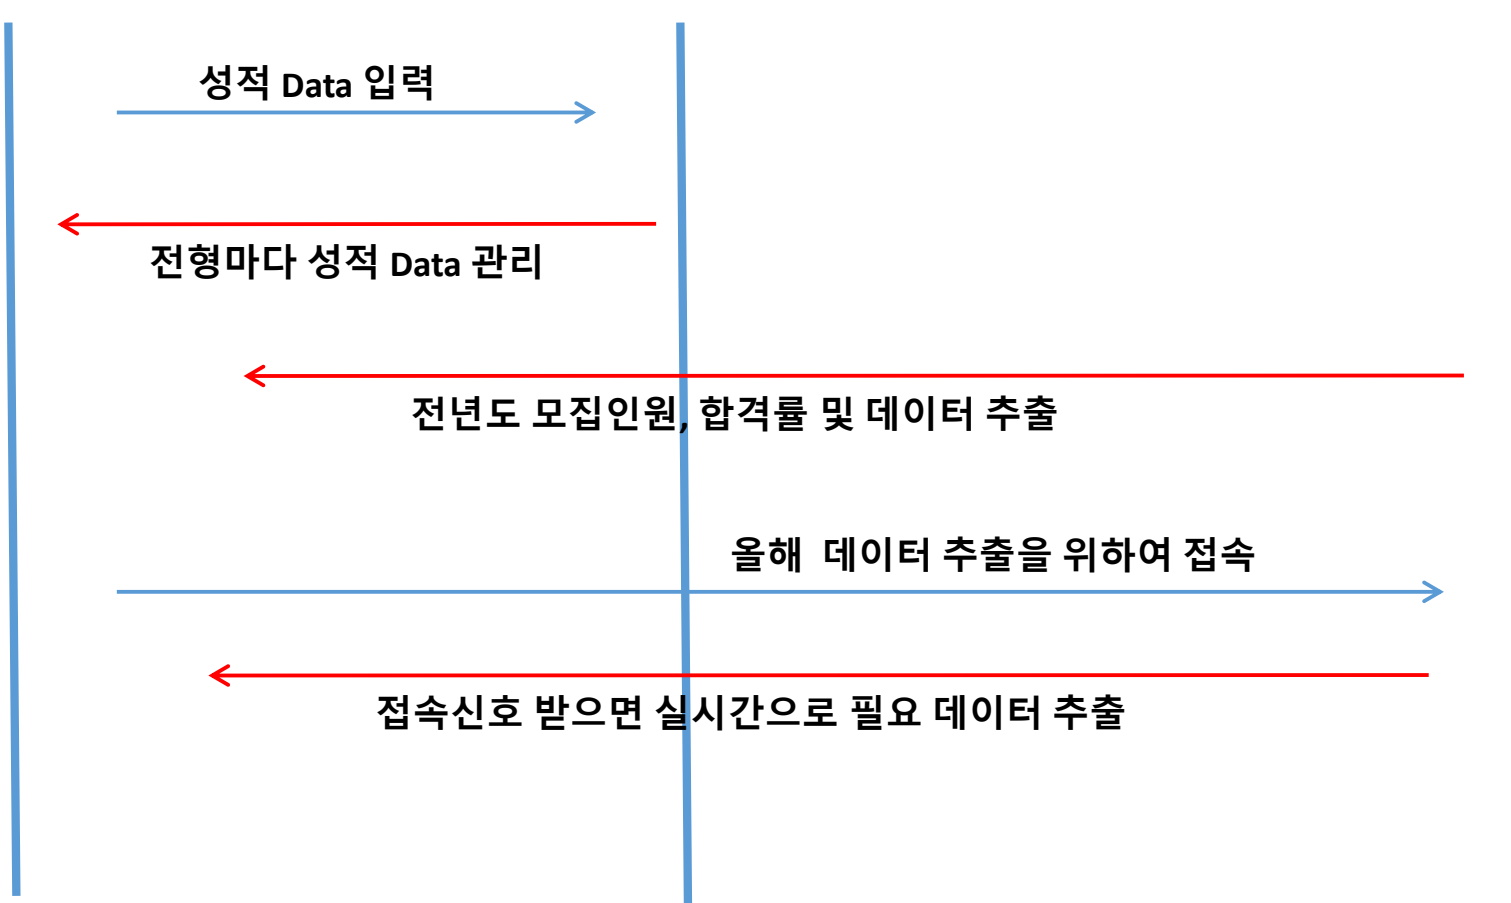 성적 Data 입력
전형마다 성적 Data 관리
전년도 모집인원, 합격률 및 데이터 추출
올해  데이터 추출을 위하여 접속
접속신호 받으면 실시간으로 필요 데이터 추출